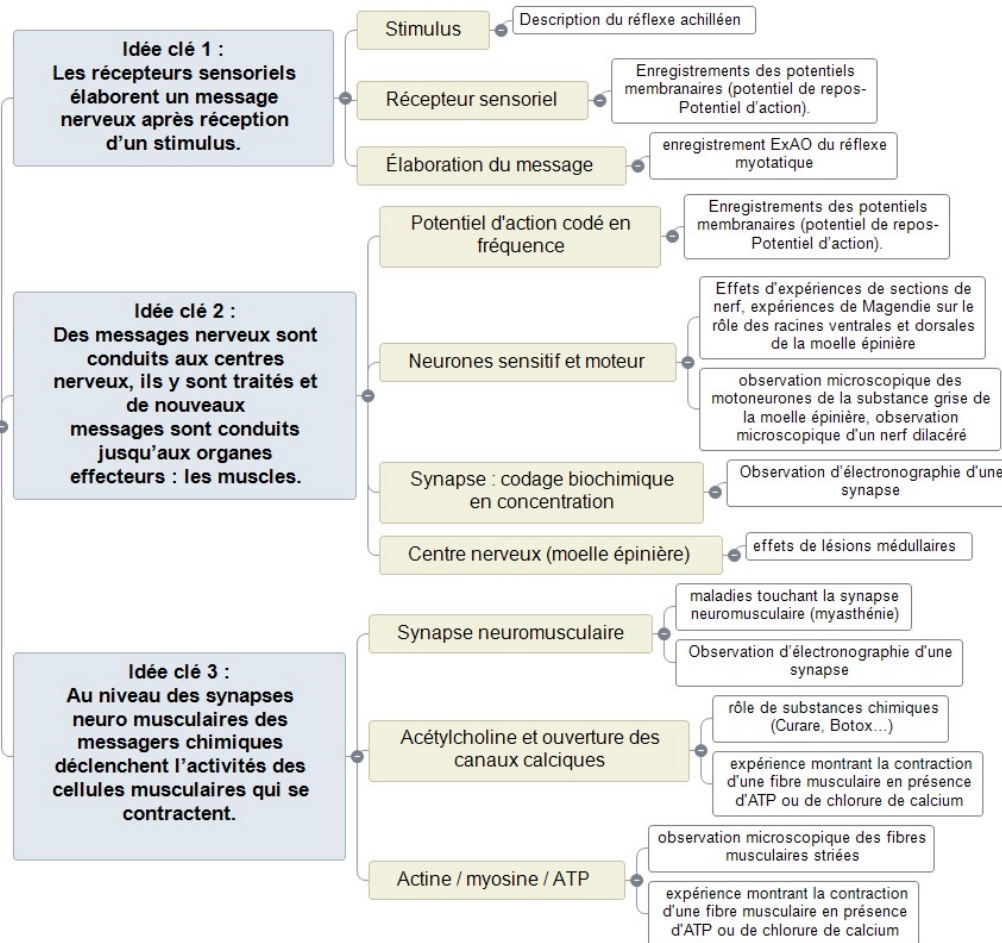 Idée clé 1 :
Les récepteurs sensoriels
élaborent un message
nerveux après réception
d’un stimulus.
Stimulus
Description du réflexe achilléen
Récepteur sensoriel
Enregistrements des potentiels
membranaires (potentiel de repos-
Potentiel d’action).
Élaboration du message
enregistrement ExAO du réflexe
myotatique
Idée clé 2 :
Des messages nerveux sont
conduits aux centres
nerveux, ils y sont traités et
de nouveaux
messages sont conduits
jusqu’aux organes
effecteurs : les muscles.
Potentiel d'action codé en
fréquence
Enregistrements des potentiels
membranaires (potentiel de repos-
Potentiel d’action).
Neurones sensitif et moteur
Effets d'expériences de sections de
nerf, expériences de Magendie sur le
rôle des racines ventrales et dorsales
de la moelle épinière
observation microscopique des
motoneurones de la substance grise de
la moelle épinière, observation
microscopique d'un nerf dilacéré
Synapse : codage biochimique
en concentration
Observation d’électronographie d'une
synapse
Centre nerveux (moelle épinière)
effets de lésions médullaires
Idée clé 3 :
Au niveau des synapses
neuro musculaires des
messagers chimiques
déclenchent l’activités des
cellules musculaires qui se
contractent.
Synapse neuromusculaire
maladies touchant la synapse
neuromusculaire (myasthénie)
Observation d’électronographie d'une
synapse
Acétylcholine et ouverture des
canaux calciques
rôle de substances chimiques
(Curare, Botox…)
expérience montrant la contraction
d'une fibre musculaire en présence
d'ATP ou de chlorure de calcium
Actine / myosine / ATP
observation microscopique des fibres
musculaires striées
expérience montrant la contraction
d'une fibre musculaire en présence
d'ATP ou de chlorure de calcium